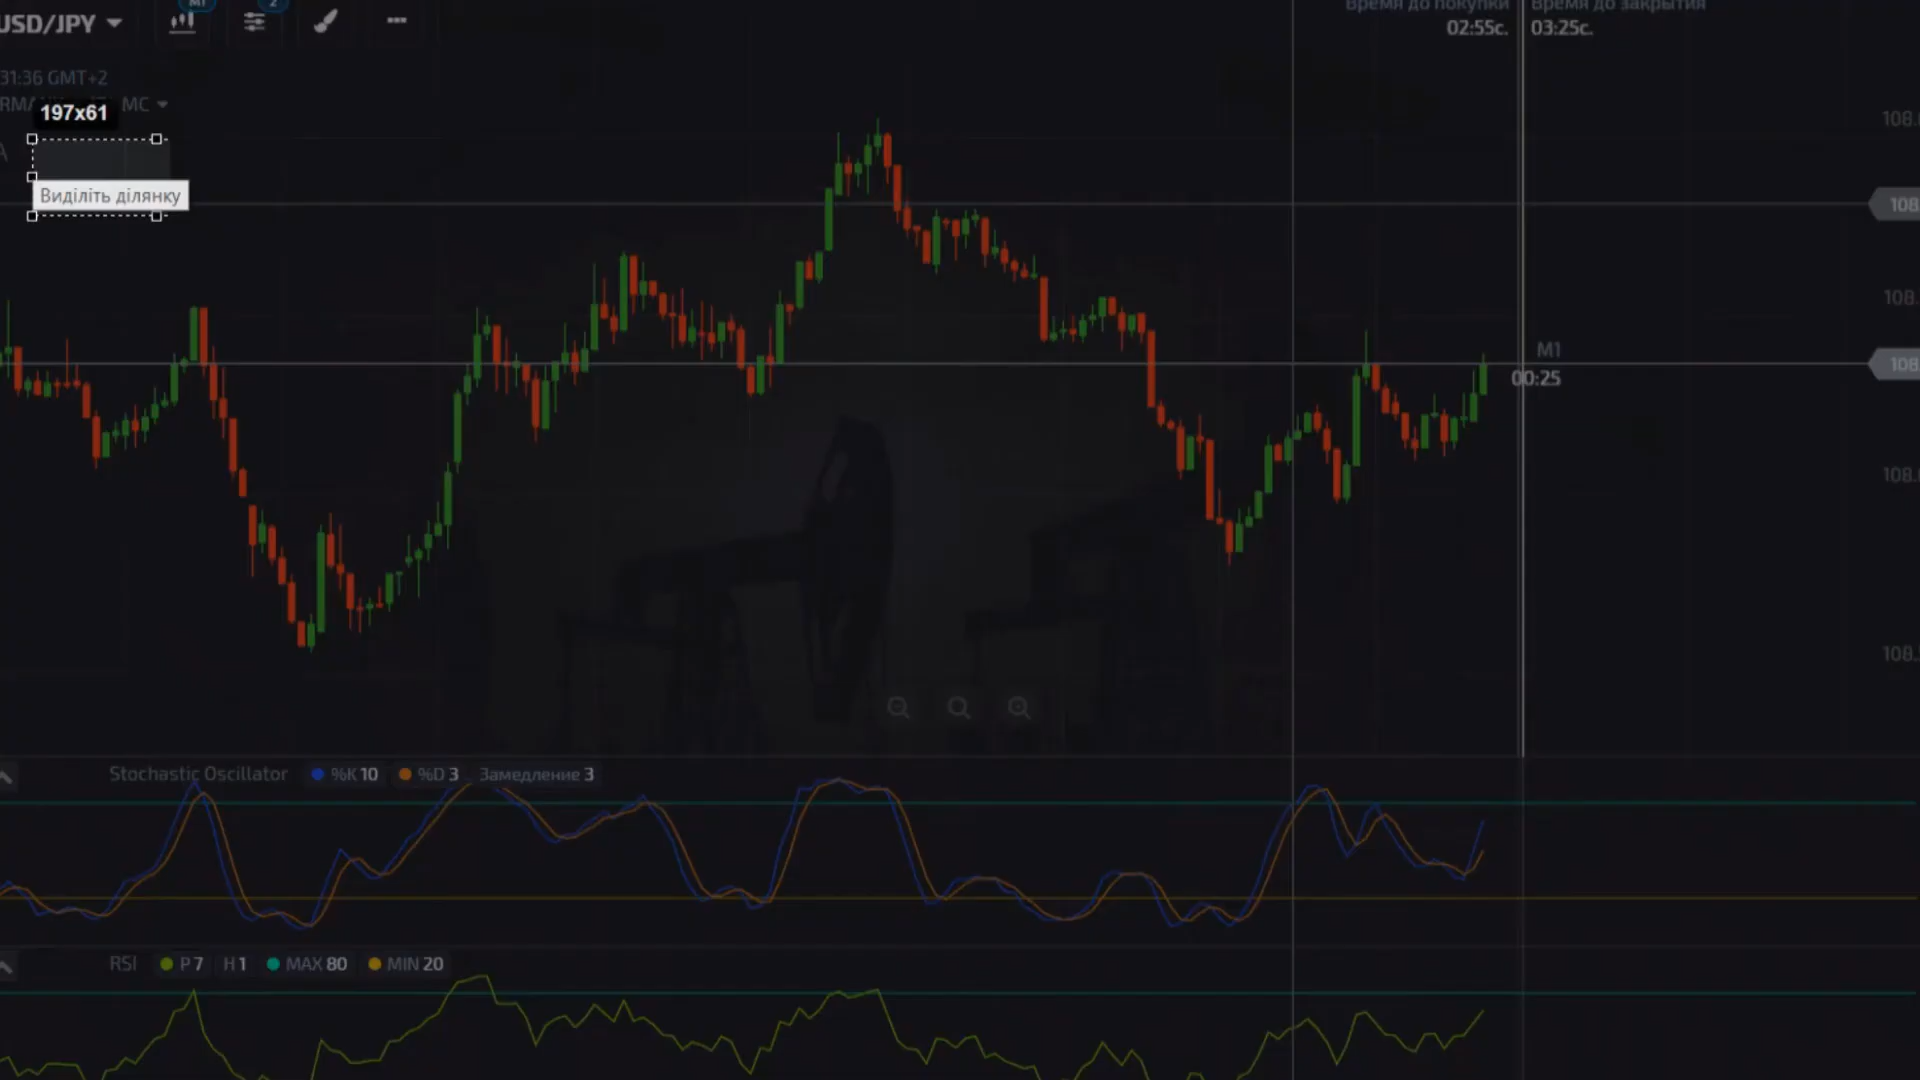 USD/JPY
M1
2
Время до покупки
02:55с.
Время до закрытия
03:25с.
31:36 GMT+2
197x61
MC
Виділіть ділянку
108
M1
108
00:25
108
108
108
108
Stochastic Oscillator %K 10 %D 3 Замедление 3
RSI P 7 H 1 MAX 80 MIN 20